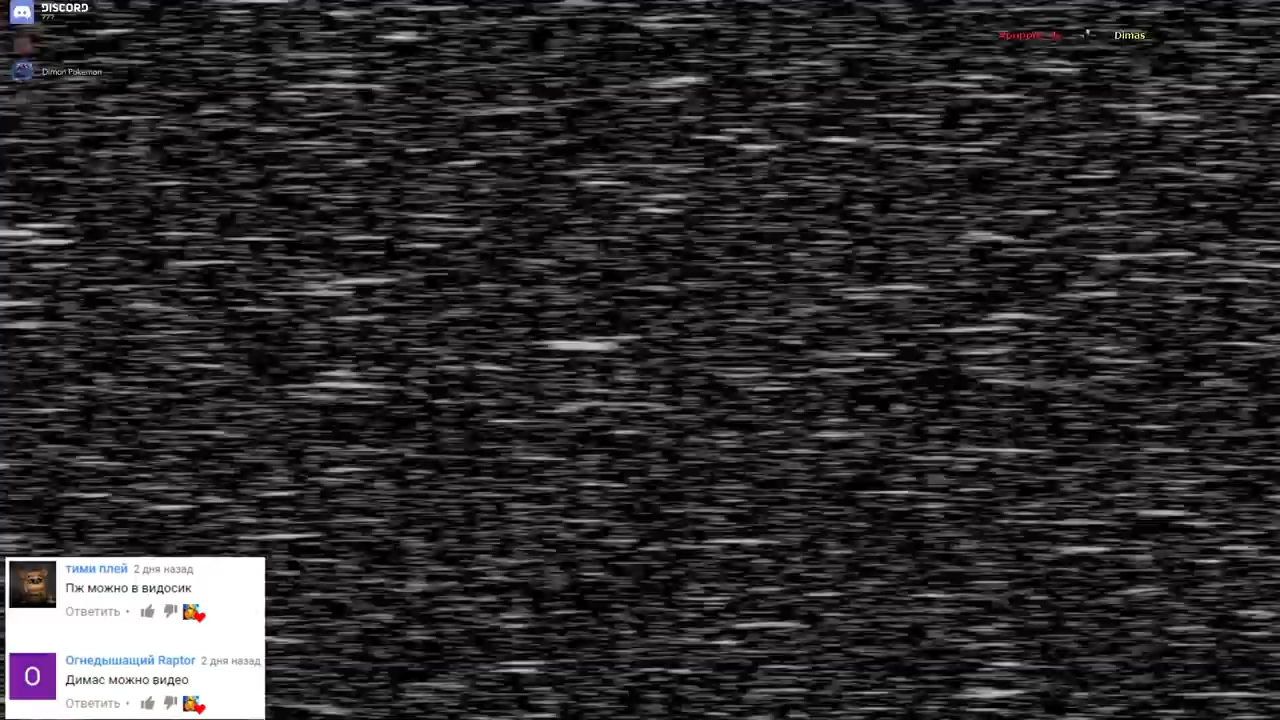 DISCORD
???
Dimas
Dimon Pokemon
тими плей 2 дня назад
Пж можно в видосик
Ответить •
О
Огнедышащий Raptor 2 дня назад
Димас можно видео
Ответить •